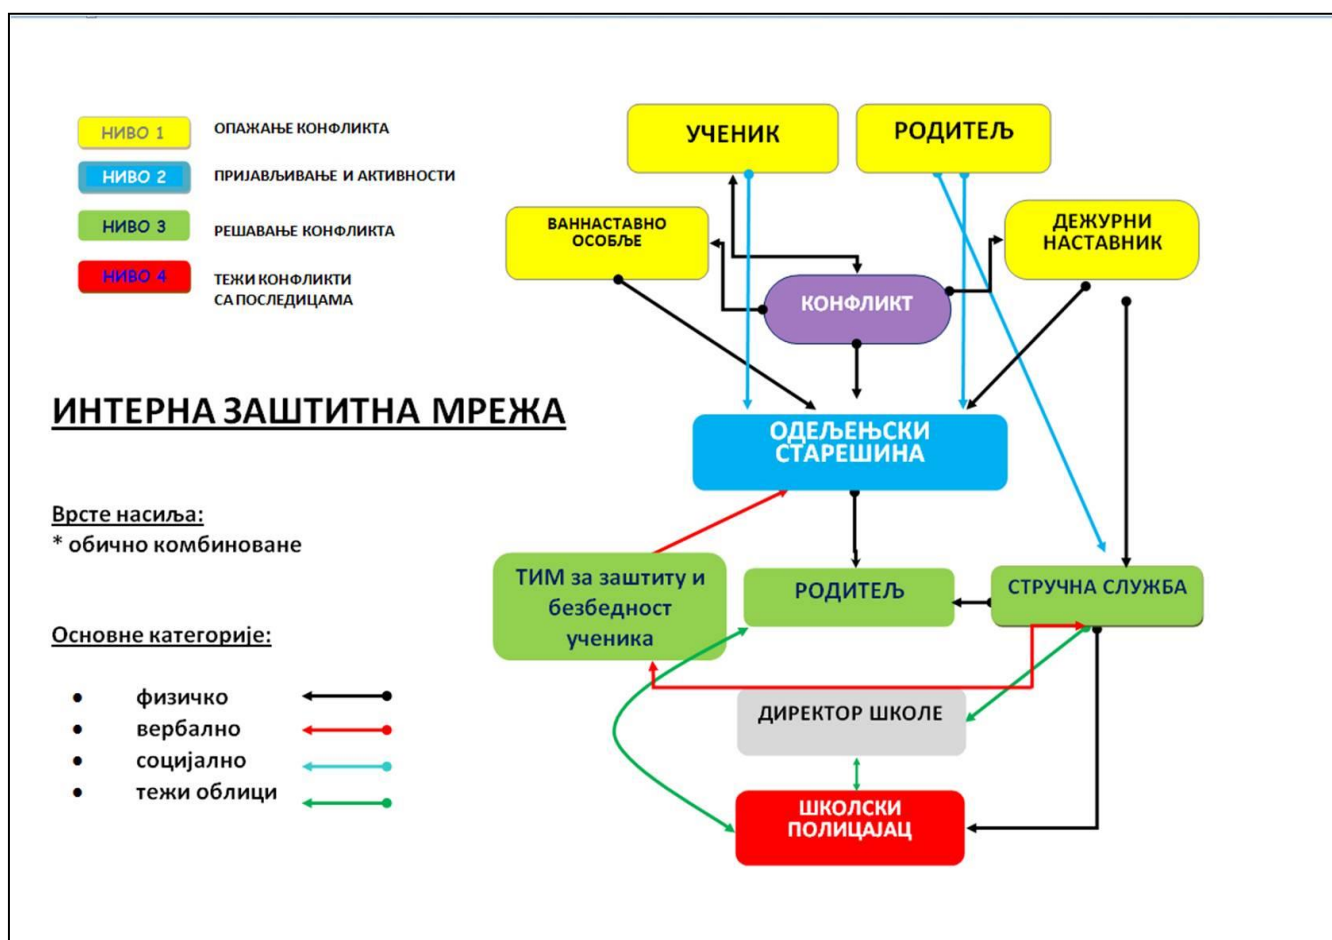 НИВО 1
ОПАЖАЊЕ КОНФЛИКТА
НИВО 2
ПРИЈАВЉИВАЊЕ И АКТИВНОСТИ
НИВО 3
РЕШАВАЊЕ КОНФЛИКТА
НИВО 4
ТЕЖИ КОНФЛИКТИ
СА ПОСЛЕДИЦАМА
ИНТЕРНА ЗАШТИТНА МРЕЖА
Врсте насиља:
* обично комбиноване
Основне категорије:
• физичко
• вербално
• социјално
• тежи облици
УЧЕНИК
РОДИТЕЉ
ВАННАСТАВНО
ОСОБЉЕ
ДЕЖУРНИ
НАСТАВНИК
КОНФЛИКТ
ОДЕЉЕЊСКИ
СТАРЕШИНА
ТИМ за заштиту и
безбедност
ученика
РОДИТЕЉ
СТРУЧНА СЛУЖБА
ДИРЕКТОР ШКОЛЕ
ШКОЛСКИ
ПОЛИЦАЈАЦ